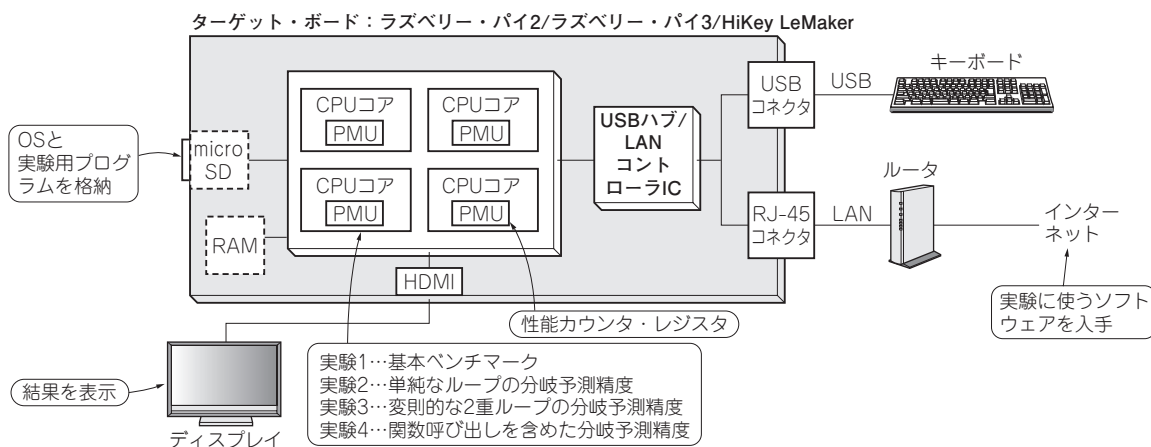 ターゲット・ボード：ラズベリー・パイ2/ラズベリー・パイ3/HiKey LeMaker
OSと
実験用プログ
ラムを格納
micro
SD
RAM
CPUコア
PMU
CPUコア
PMU
CPUコア
PMU
CPUコア
PMU
HDMI
USBハブ/
LAN
コント
ローラIC
USB
コネクタ
USB
キーボード
RJ-45
コネクタ
LAN
ルータ
インター
ネット
実験に使うソフト
ウェアを入手
性能カウンタ・レジスタ
実験1…基本ベンチマーク
実験2…単純なループの分岐予測精度
実験3…変則的な2重ループの分岐予測精度
実験4…関数呼び出しを含めた分岐予測精度
結果を表示
ディスプレイ